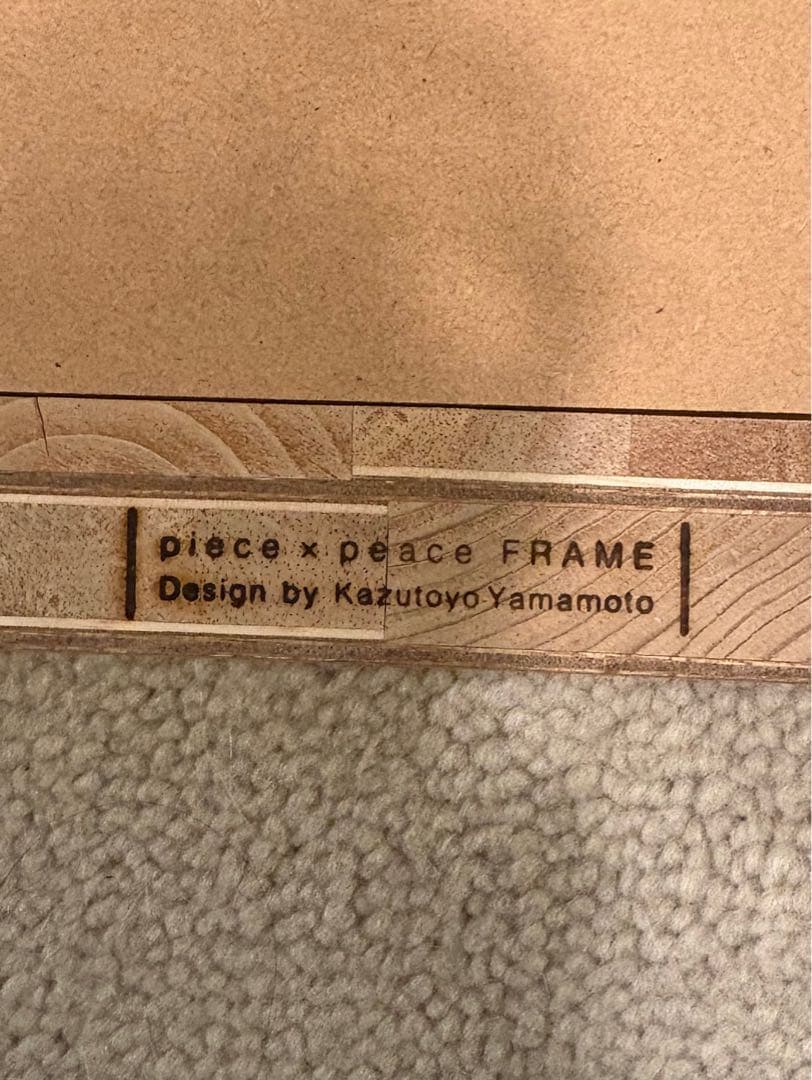 piece × peace FRAME
Design by Kazutoyo Yamamoto